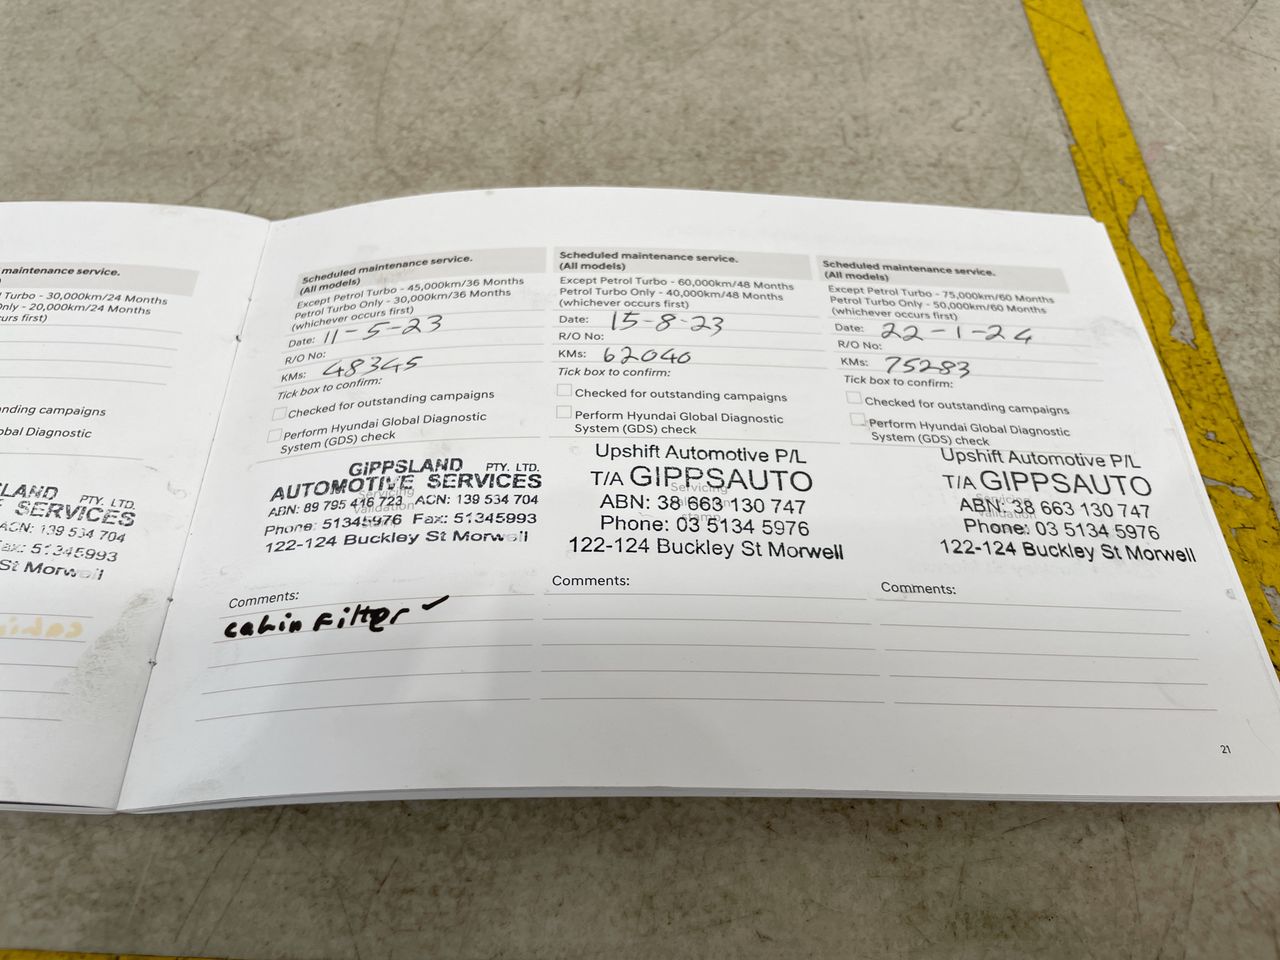 maintenance service.
Turbo - 30,000km/24 Months
Only - 20,000km/24 Months
first)
campaigns
Diagnostic
PTY. LTD.
SERVICES
ACN: 139 534 704
Fax: 51345993
St Morwell
Scheduled maintenance service.
(All models)
Except Petrol Turbo - 45,000km/36 Months
Petrol Turbo Only - 30,000km/36 Months
(whichever occurs first)
Date: 11-5-23
R/O No:
KMs: 48345
Tick box to confirm:
Checked for outstanding campaigns
Perform Hyundai Global Diagnostic
System (GDS) check
GIPPSLAND PTY. LTD.
AUTOMOTIVE SERVICES
Servicing
ABN: 89 795 416 723 ACN: 139 534 704
validation
Phone: 51345976 Fax: 51345993
122-124 Buckley St Morwell
Comments:
cabin Filter ✓
Scheduled maintenance service.
(All models)
Except Petrol Turbo - 60,000km/48 Months
Petrol Turbo Only - 40,000km/48 Months
(whichever occurs first)
Date: 15-8-23
R/O No:
KMs: 62040
Tick box to confirm:
Checked for outstanding campaigns
Perform Hyundai Global Diagnostic
System (GDS) check
Upshift Automotive P/L
T/A GIPPSAUTO
Servicing
ABN: 38 663 130 747
validation
stamp
Phone: 03 5134 5976
122-124 Buckley St Morwell
Comments:
Scheduled maintenance service.
(All models)
Except Petrol Turbo - 75,000km/60 Months
Petrol Turbo Only - 50,000km/60 Months
(whichever occurs first)
Date: 22-1-24
R/O No:
KMs: 75283
Tick box to confirm:
Checked for outstanding campaigns
Perform Hyundai Global Diagnostic
System (GDS) check
Upshift Automotive P/L
T/A GIPPSAUTO
Servicing
ABN: 38 663 130 747
validation
Phone: 03 5134 5976
122-124 Buckley St Morwell
Comments:
21